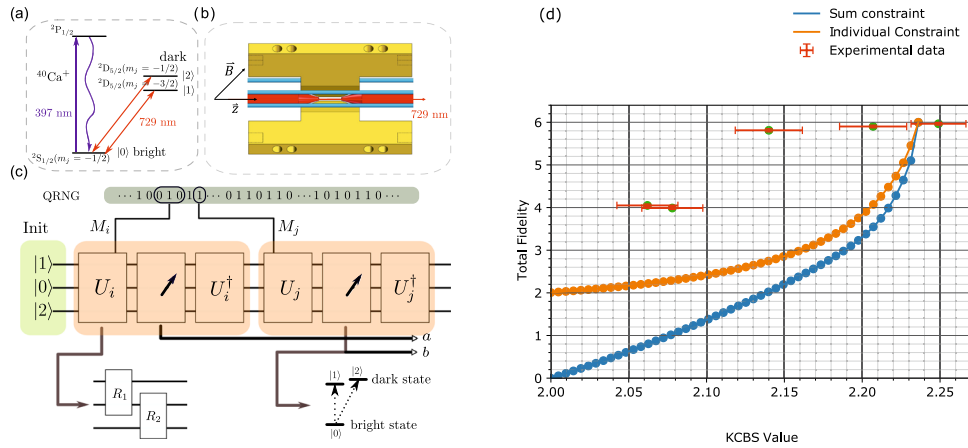 (a)
²P₁/₂
dark
²D₅/₂(mⱼ = −1/2)
|2⟩
⁴⁰Ca⁺
²D₅/₂(mⱼ = −3/2)
|1⟩
397 nm
729 nm
|0⟩ bright
²S₁/₂(mⱼ = −1/2)
(b)
B⃗
z⃗
729 nm
(c)
QRNG
··· 1 0 0 0 1 0 1 1 ··· 0 1 1 0 1 1 0 ··· 1 0 1 0 1 1 0 ···
Mᵢ
Mⱼ
Init
|1⟩
|0⟩
|2⟩
Uᵢ
Uᵢ†
Uⱼ
Uⱼ†
a
b
R₁
R₂
|1⟩
|2⟩
dark state
|0⟩
bright state
(d)
Sum constraint
Individual Constraint
Experimental data
Total Fidelity
6
5
4
3
2
1
0
2.00
2.05
2.10
2.15
2.20
2.25
KCBS Value